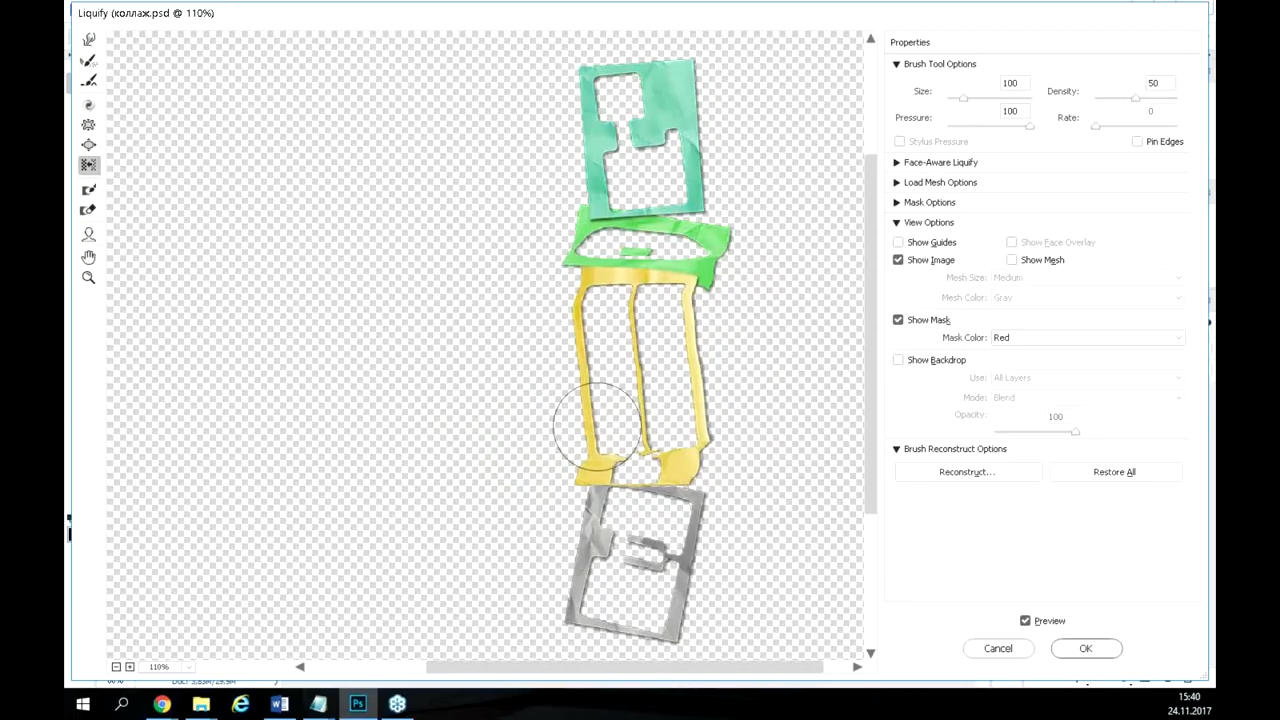 Liquify (коллаж.psd @ 110%)
Properties
Brush Tool Options
Size: 100 Density: 50
Pressure: 100 Rate: 0
Stylus Pressure Pin Edges
Face-Aware Liquify
Load Mesh Options
Mask Options
View Options
Show Guides Show Face Overlay
Show Image Show Mesh
Mesh Size: Medium
Mesh Color: Gray
Show Mask
Mask Color: Red
Show Backdrop
Use: All Layers
Mode: Blend
Opacity: 100
Brush Reconstruct Options
Reconstruct... Restore All
Preview
Cancel OK
110%
15:40
24.11.2017